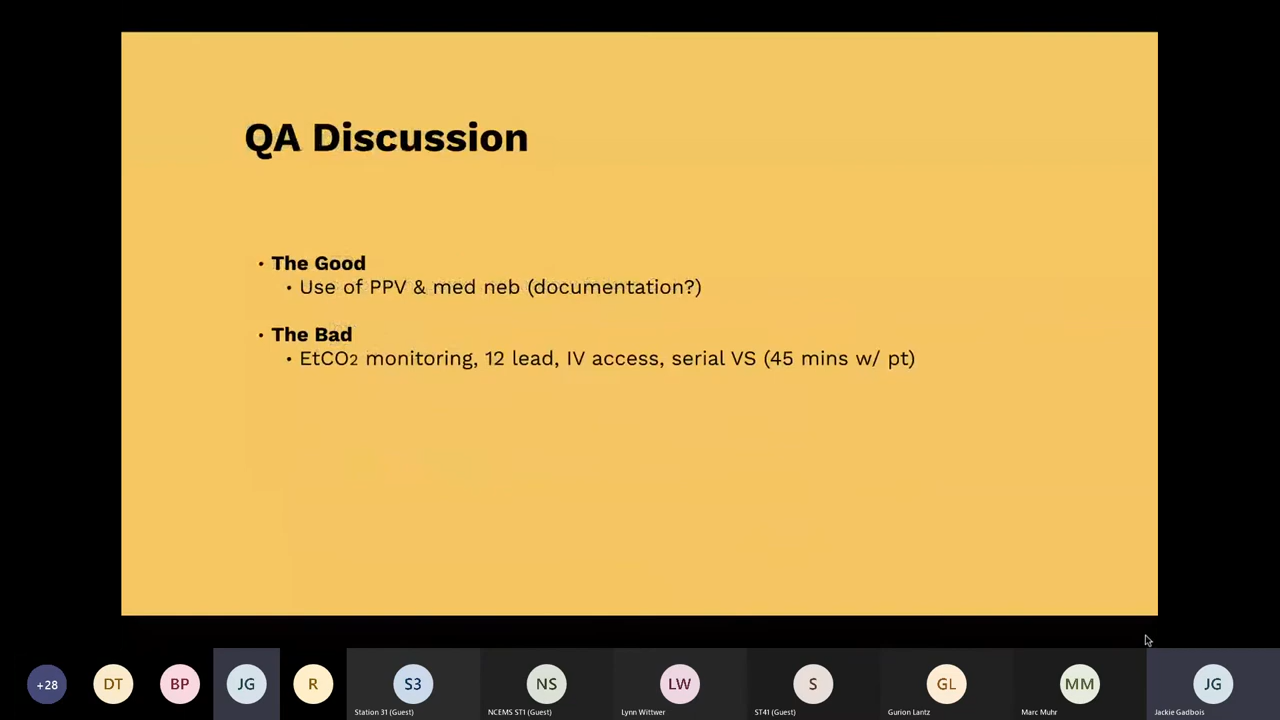 QA Discussion
• The Good
• Use of PPV & med neb (documentation?)
• The Bad
• EtCO2 monitoring, 12 lead, IV access, serial VS (45 mins w/ pt)
+28
DT
BP
JG
R
S3
NS
LW
S
GL
MM
JG
Station 31 (Guest)
NCEMS ST1 (Guest)
Lynn Wittwer
ST41 (Guest)
Gurion Lantz
Marc Muhr
Jackie Gadbois